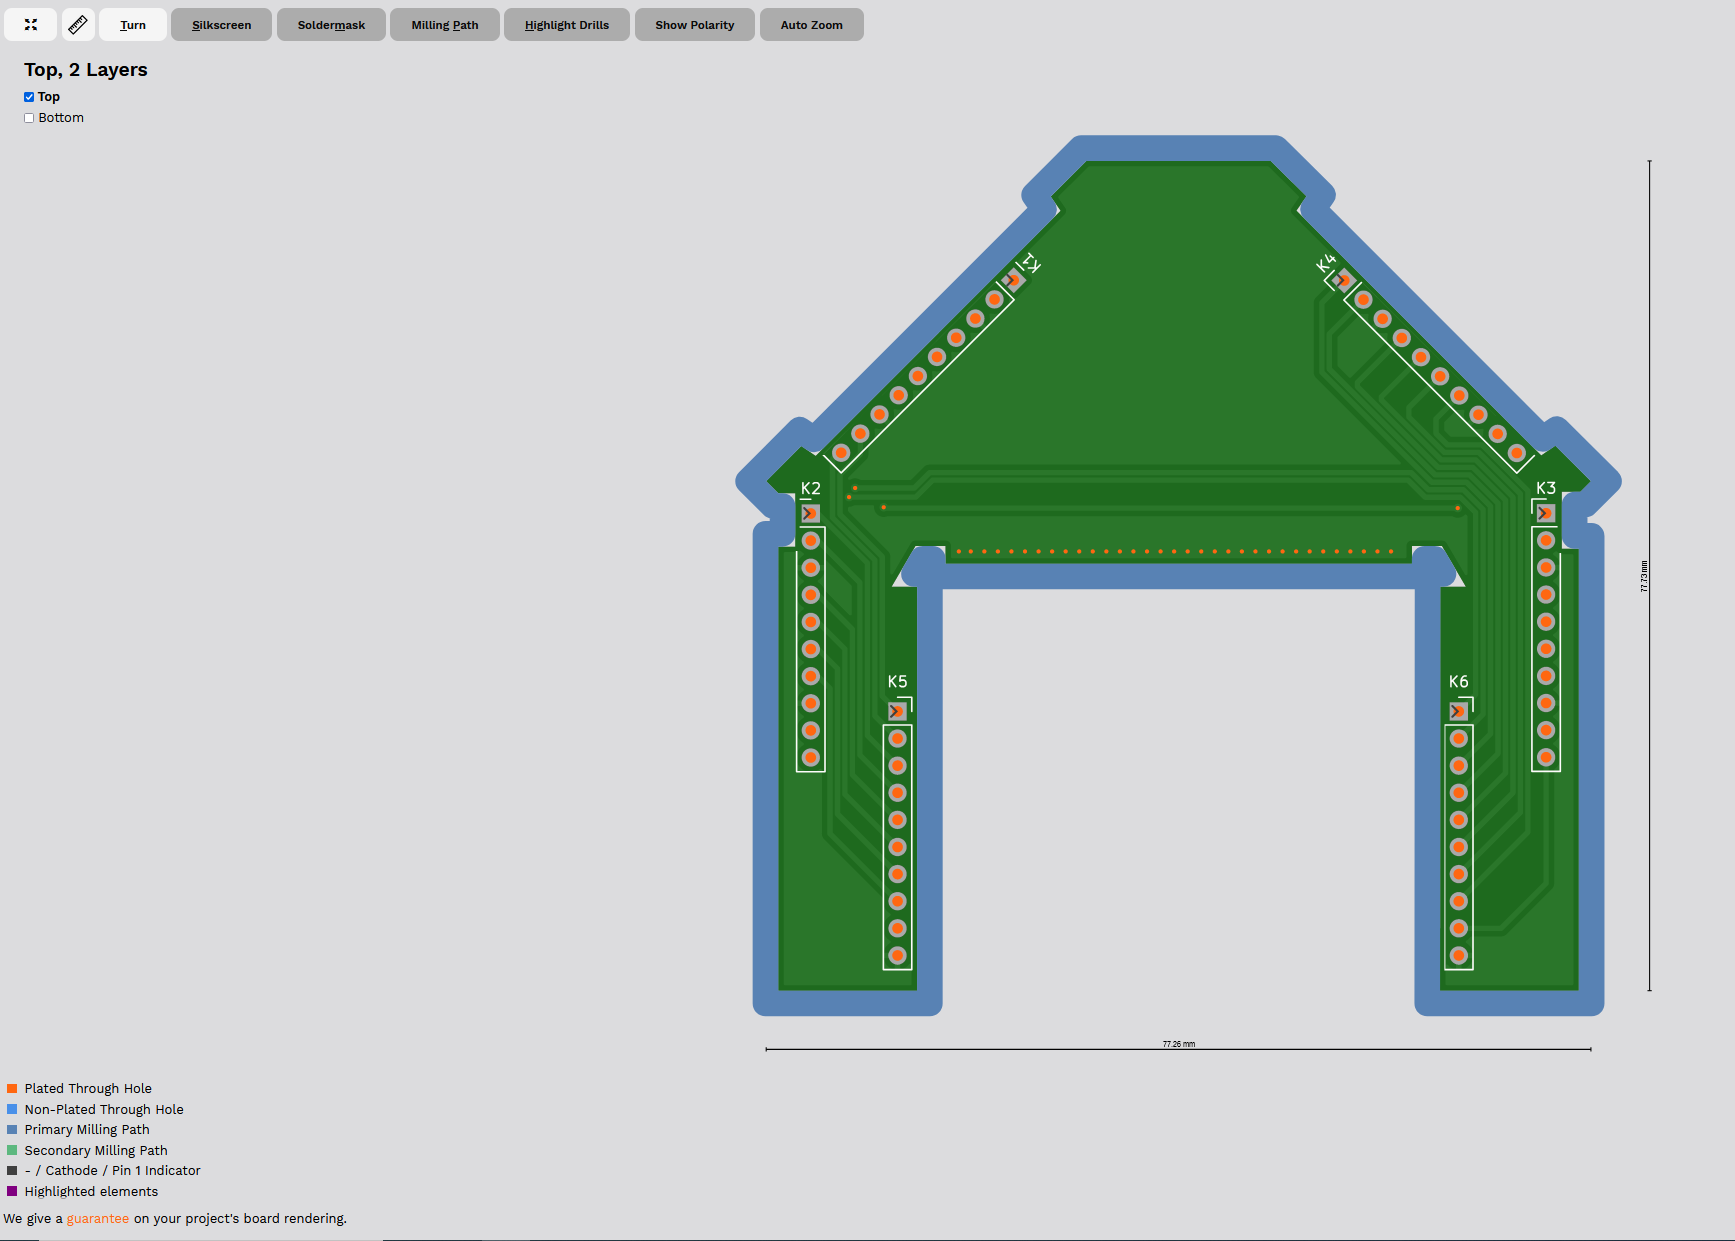 Turn Silkscreen Soldermask Milling Path Highlight Drills Show Polarity Auto Zoom
Top, 2 Layers
Top
Bottom
K1
K4
K2
K3
77.73 mm
K5
K6
77.26 mm
Plated Through Hole
Non-Plated Through Hole
Primary Milling Path
Secondary Milling Path
- / Cathode / Pin 1 Indicator
Highlighted elements
We give a guarantee on your project's board rendering.